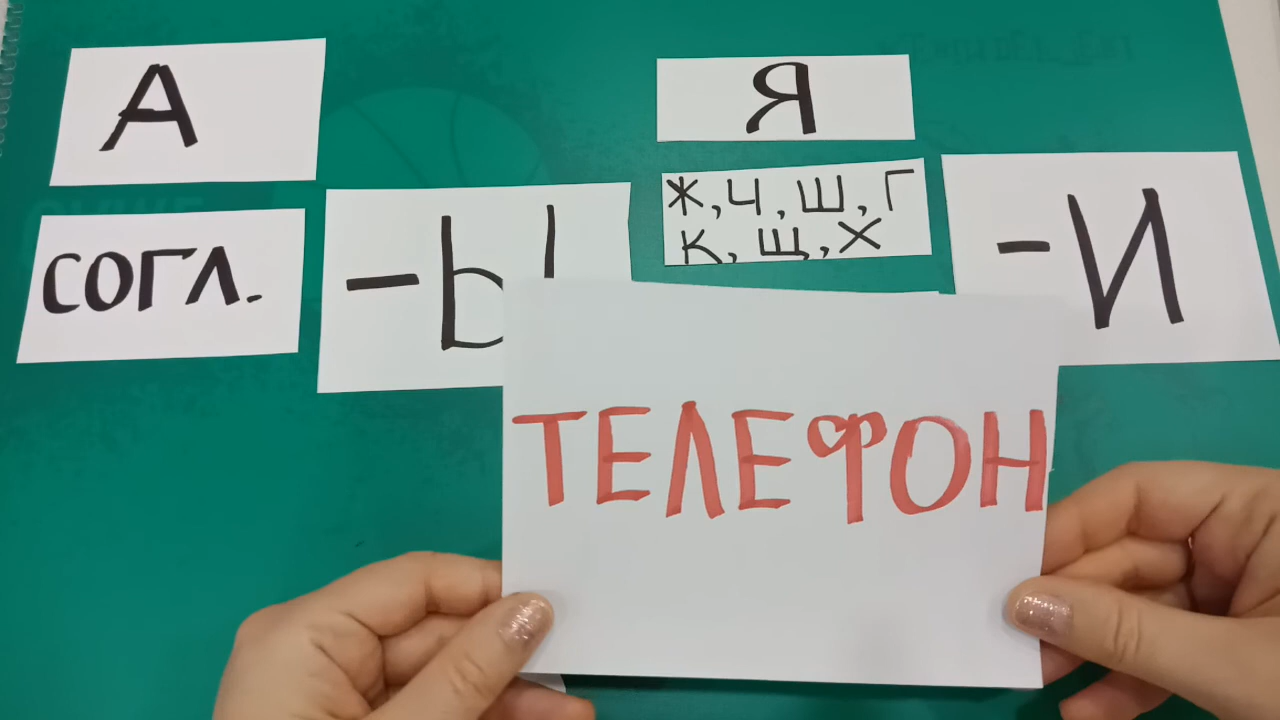 А
СОГЛ.
-Ы
Я
Ж,Ч,Ш,Г
К,Щ,Х
-И
ТЕЛЕФОН